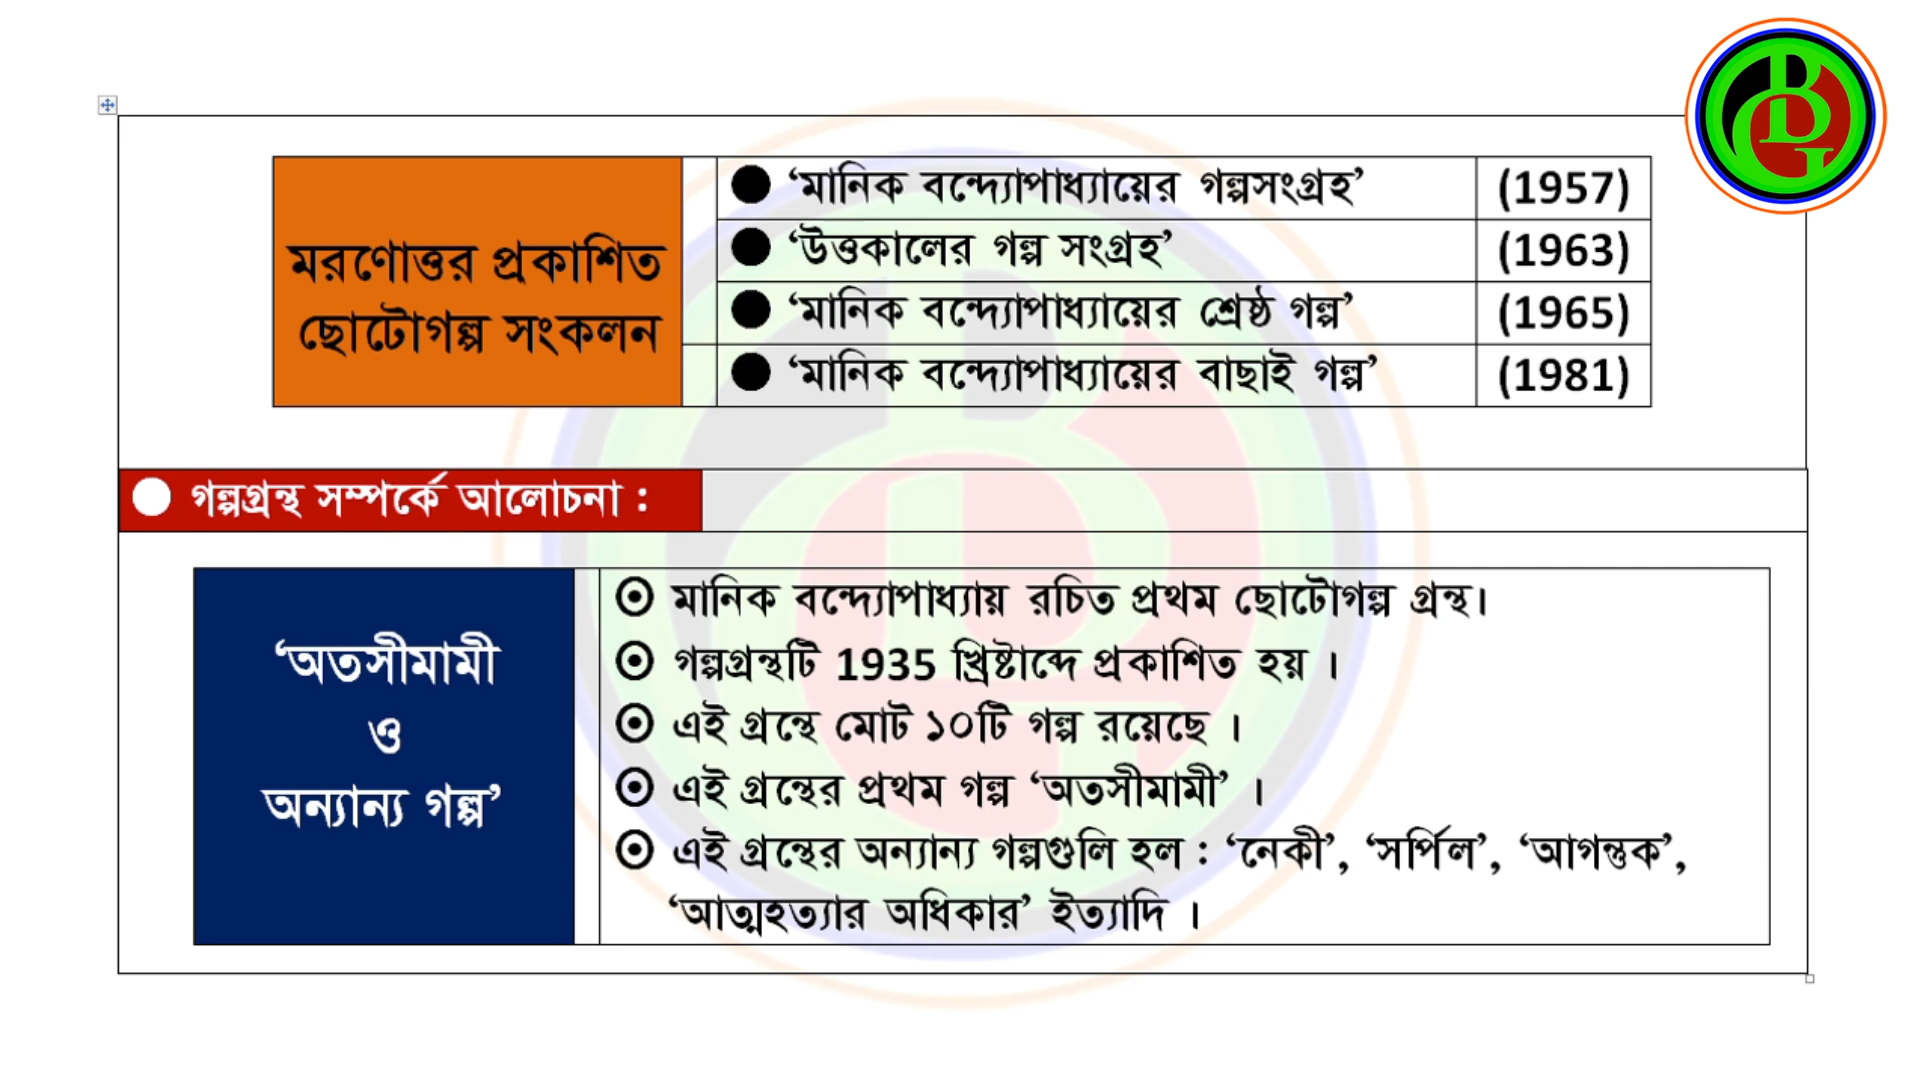 মরণোত্তর প্রকাশিত
ছোটোগল্প সংকলন
● ‘মানিক বন্দ্যোপাধ্যায়ের গল্পসংগ্রহ’ (1957)
● ‘উত্তকালের গল্প সংগ্রহ’ (1963)
● ‘মানিক বন্দ্যোপাধ্যায়ের শ্রেষ্ঠ গল্প’ (1965)
● ‘মানিক বন্দ্যোপাধ্যায়ের বাছাই গল্প’ (1981)
● গল্পগ্রন্থ সম্পর্কে আলোচনা :
‘অতসীমামী
ও
অন্যান্য গল্প’
⊙ মানিক বন্দ্যোপাধ্যায় রচিত প্রথম ছোটোগল্প গ্রন্থ।
⊙ গল্পগ্রন্থটি 1935 খ্রিষ্টাব্দে প্রকাশিত হয় ।
⊙ এই গ্রন্থে মোট ১০টি গল্প রয়েছে ।
⊙ এই গ্রন্থের প্রথম গল্প ‘অতসীমামী’ ।
⊙ এই গ্রন্থের অন্যান্য গল্পগুলি হল : ‘নেকী’, ‘সর্পিল’, ‘আগন্তুক’,
‘আত্মহত্যার অধিকার’ ইত্যাদি ।